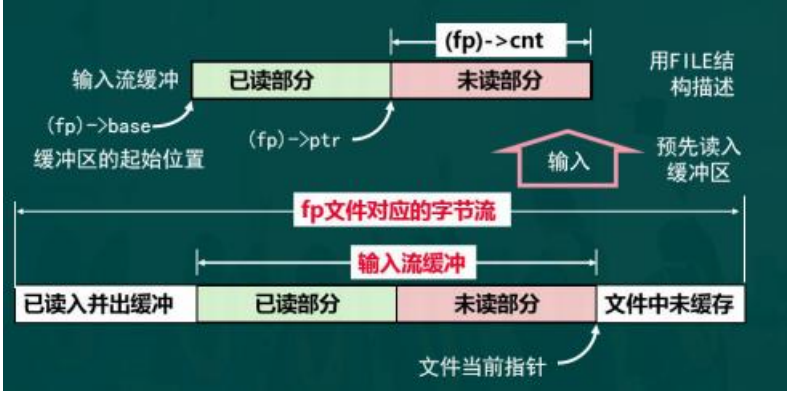 (fp)->cnt
输入流缓冲 已读部分 未读部分
用FILE结
构描述
(fp)->base
缓冲区的起始位置
(fp)->ptr
输入
预先读入
缓冲区
fp文件对应的字节流
输入流缓冲
已读入并出缓冲 已读部分 未读部分 文件中未缓存
文件当前指针